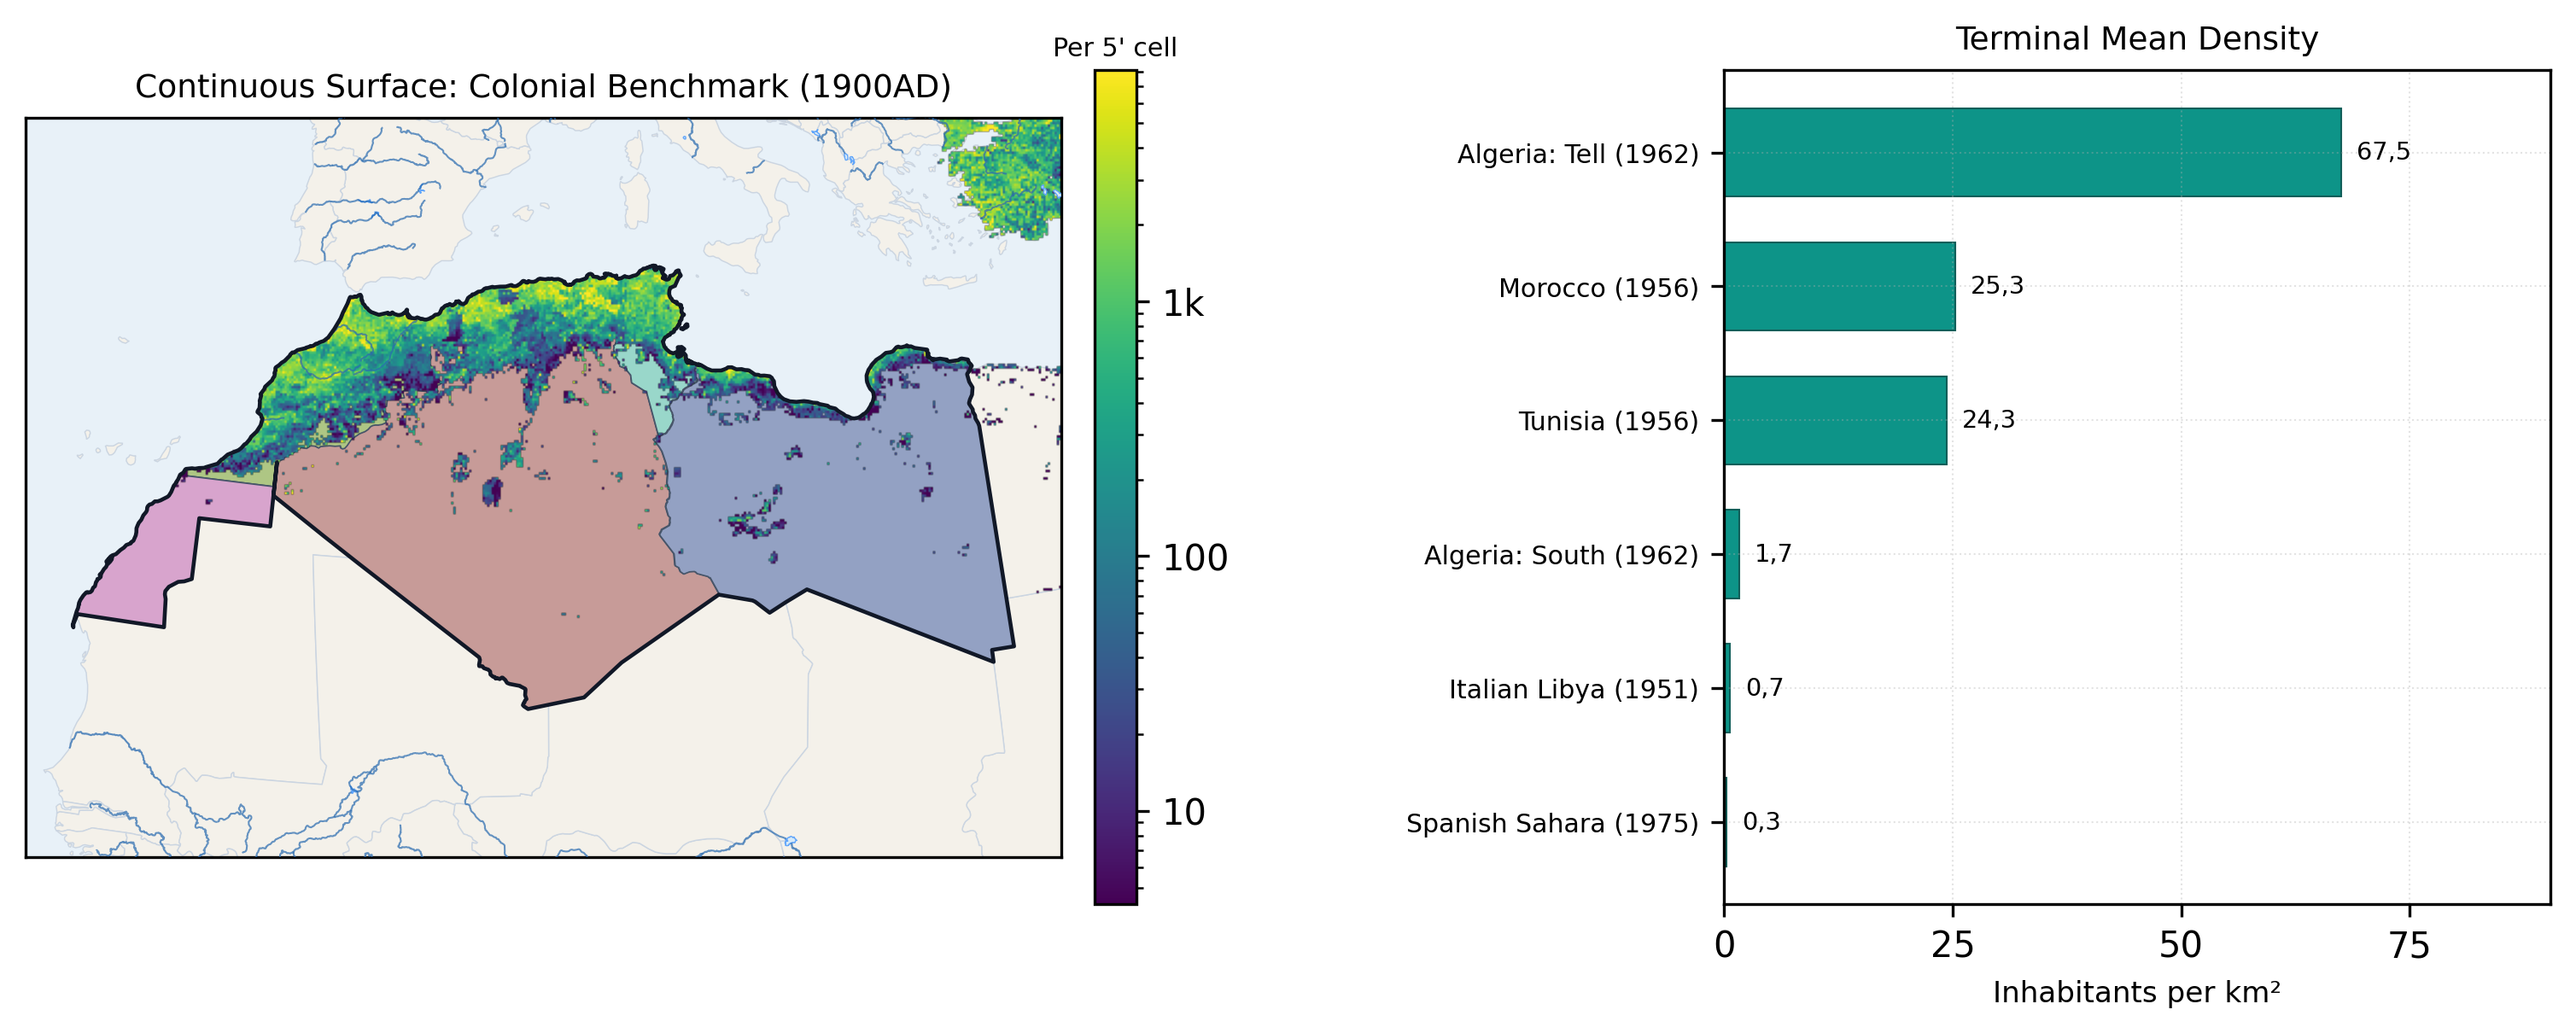 Continuous Surface: Colonial Benchmark (1900AD)
Per 5' cell
1k
100
10
Terminal Mean Density
Algeria: Tell (1962)
67,5
Morocco (1956)
25,3
Tunisia (1956)
24,3
Algeria: South (1962)
1,7
Italian Libya (1951)
0,7
Spanish Sahara (1975)
0,3
0 25 50 75
Inhabitants per km²